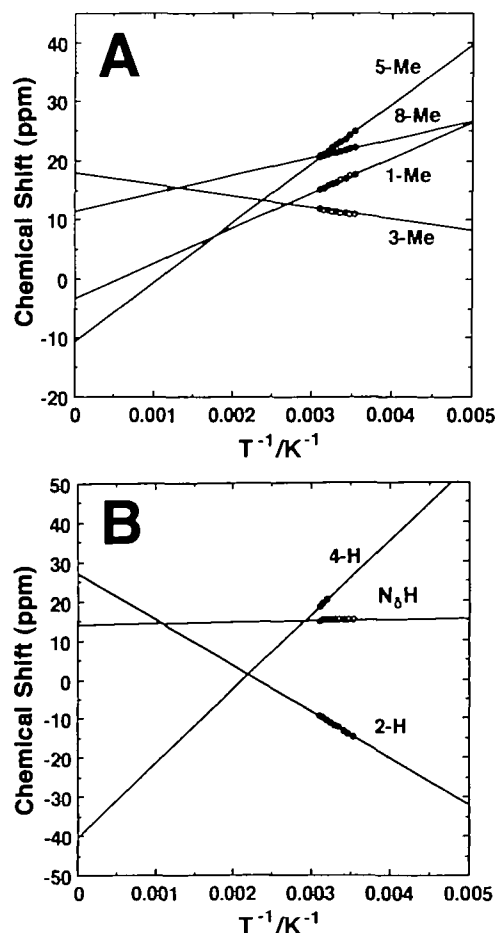 A
Chemical Shift (ppm)
40
30
20
10
0
-10
-20
5-Me
8-Me
1-Me
3-Me
0
0.001
0.002
0.003
0.004
0.005
T⁻¹/K⁻¹
B
Chemical Shift (ppm)
50
40
30
20
10
0
-10
-20
-30
-40
-50
4-H
NδH
2-H
0
0.001
0.002
0.003
0.004
0.005
T⁻¹/K⁻¹